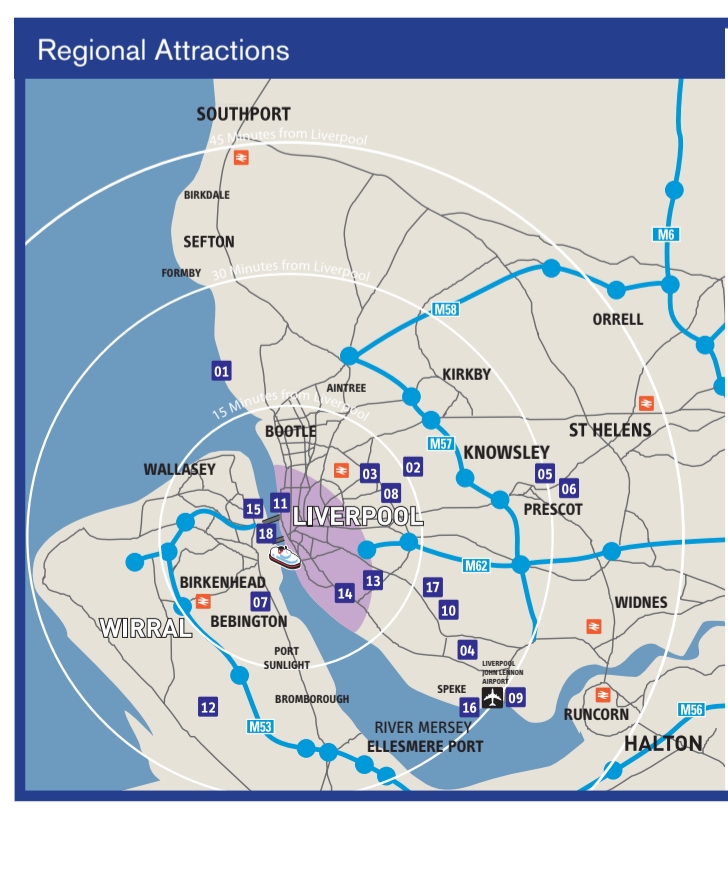 Regional Attractions
SOUTHPORT
45 Minutes from Liverpool
BIRKDALE
M6
SEFTON
FORMBY
30 Minutes from Liverpool
M58
ORRELL
01
AINTREE
KIRKBY
15 Minutes from Liverpool
BOOTLE
ST HELENS
M57
KNOWSLEY
WALLASEY
03
02
05
08
06
15
11
LIVERPOOL
PRESCOT
18
M62
BIRKENHEAD
13
17
14
07
10
WIDNES
BEBINGTON
WIRRAL
PORT
SUNLIGHT
04
LIVERPOOL
JOHN LENNON
AIRPORT
SPEKE
BROMBOROUGH
09
12
16
M56
RUNCORN
M53
RIVER MERSEY
ELLESMERE PORT
HALTON